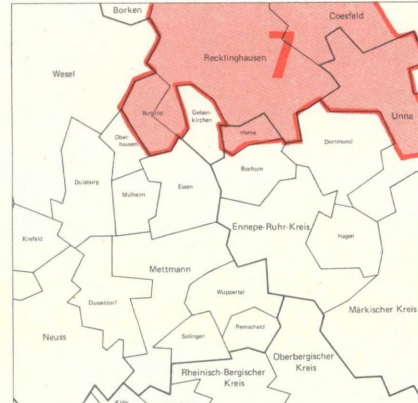 Borken
Coesfeld
Recklinghausen
7
Wesel
Bottrop
Gelsen-
kirchen
Unna
Herne
Ober-
hausen
Dortmund
Bochum
Duisburg
Essen
Mülheim
Ennepe-Ruhr-Kreis
Hagen
Krefeld
Mettmann
Wuppertal
Düsseldorf
Märkischer Kreis
Remscheid
Neuss
Solingen
Oberbergischer
Kreis
Rheinisch-Bergischer
Kreis
Köln